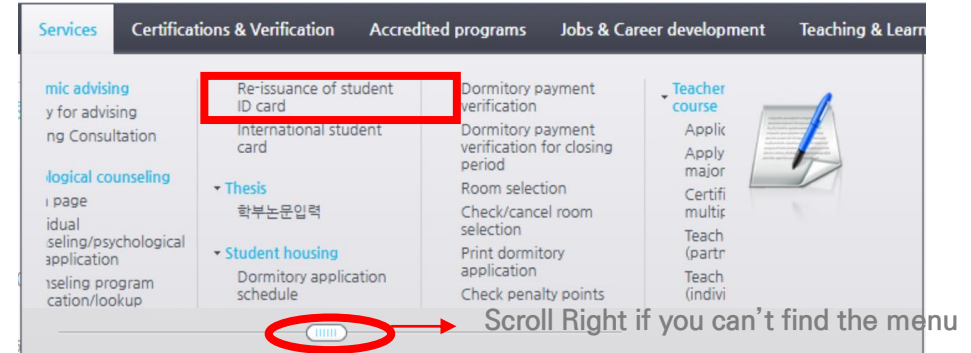 Services Certifications & Verification Accredited programs Jobs & Career development Teaching & Learn
mic advising
y for advising
ng Consultation
logical counseling
page
idual
seling/psychological
application
nseling program
cation/lookup
Re-issuance of student
ID card
International student
card
Thesis
학부논문입력
Student housing
Dormitory application
schedule
Dormitory payment
verification
Dormitory payment
verification for closing
period
Room selection
Check/cancel room
selection
Print dormitory
application
Check penalty points
Teacher
course
Applic
Apply
major
Certifi
multip
Teach
(partn
Teach
(indivi
Scroll Right if you can't find the menu